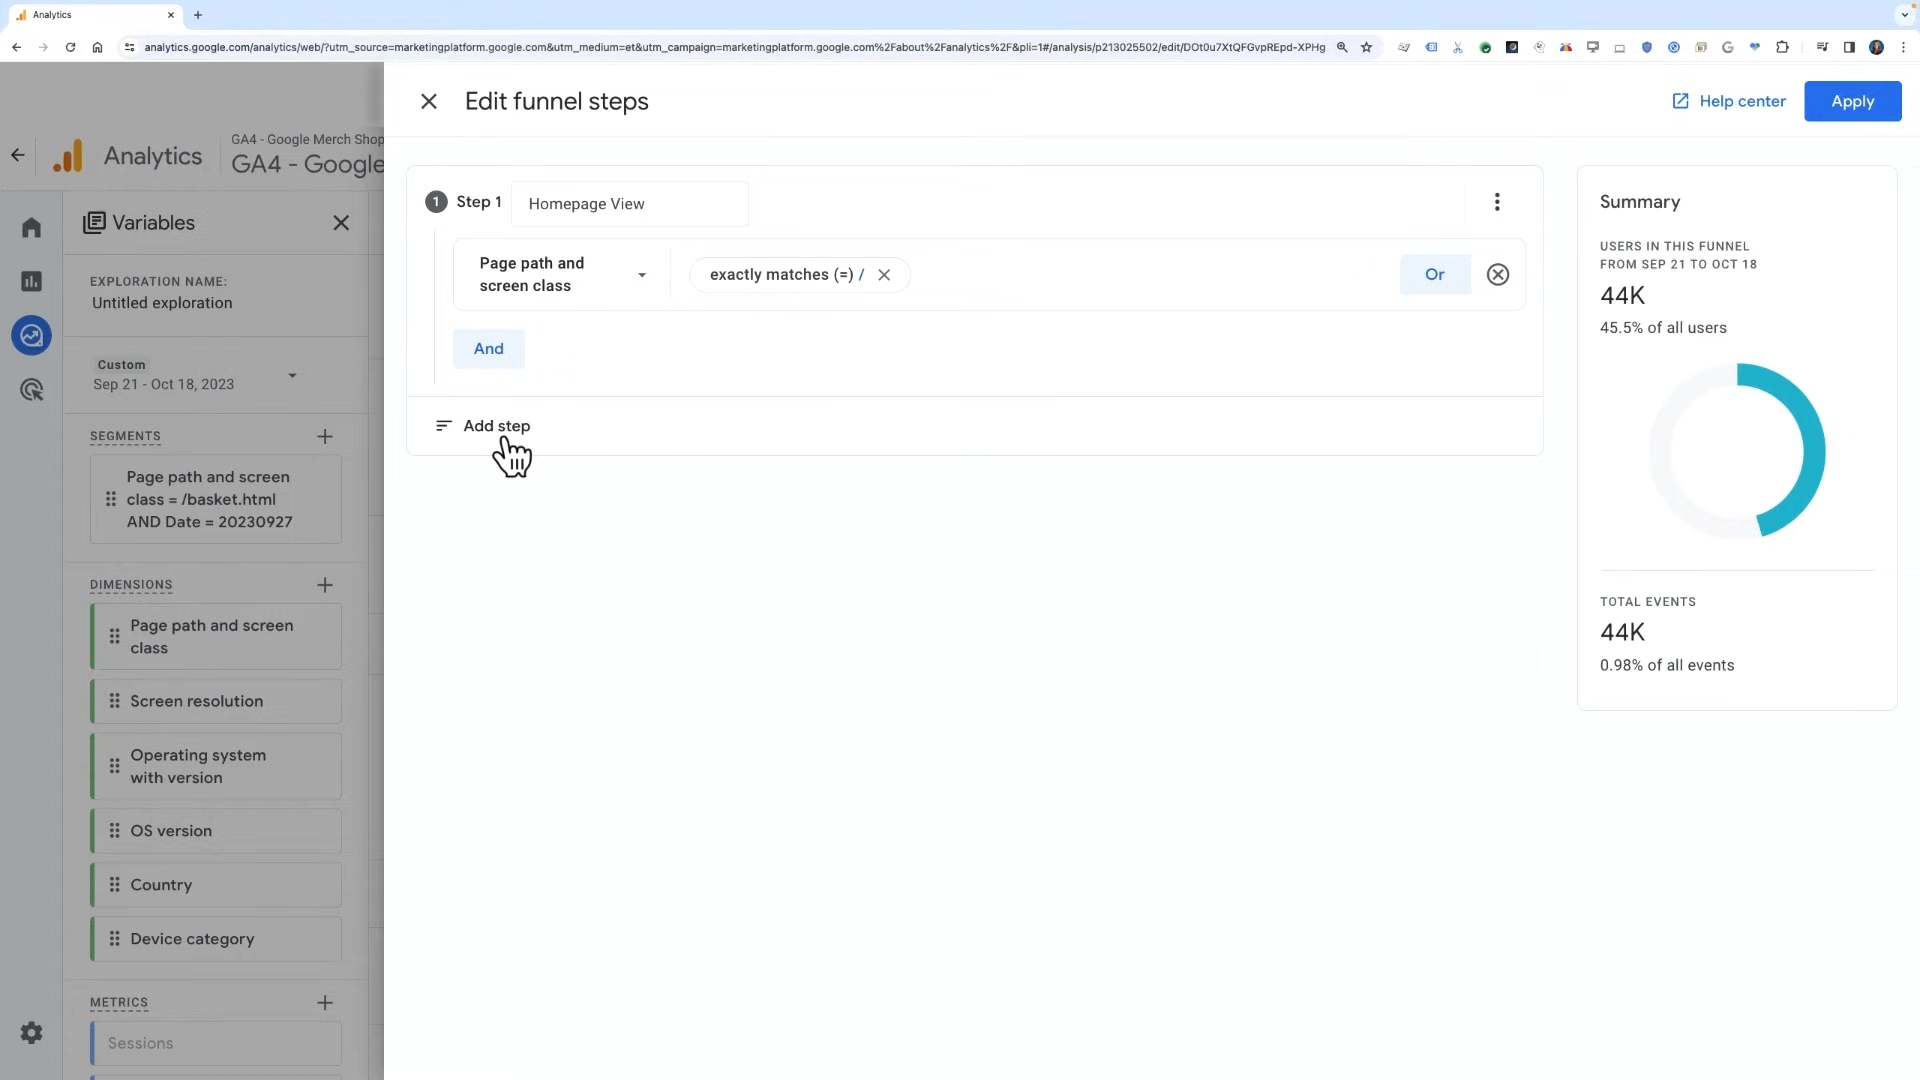 Analytics
analytics.google.com/analytics/web/?utm_source=marketingplatform.google.com&utm_medium=et&utm_campaign=marketingplatform.google.com%2Fabout%2Fanalytics%2F&pli=1#/analysis/p213025502/edit/DOt0u7XtQFGvpREpd-XPHg
Edit funnel steps
Help center
Apply
Analytics
GA4 - Google Merch Shop
GA4 - Google
Variables
EXPLORATION NAME:
Untitled exploration
Custom
Sep 21 - Oct 18, 2023
SEGMENTS
Page path and screen
class = /basket.html
AND Date = 20230927
DIMENSIONS
Page path and screen
class
Screen resolution
Operating system
with version
OS version
Country
Device category
METRICS
Sessions
1 Step 1 Homepage View
Page path and
screen class
exactly matches (=) /
Or
And
Add step
Summary
USERS IN THIS FUNNEL
FROM SEP 21 TO OCT 18
44K
45.5% of all users
TOTAL EVENTS
44K
0.98% of all events